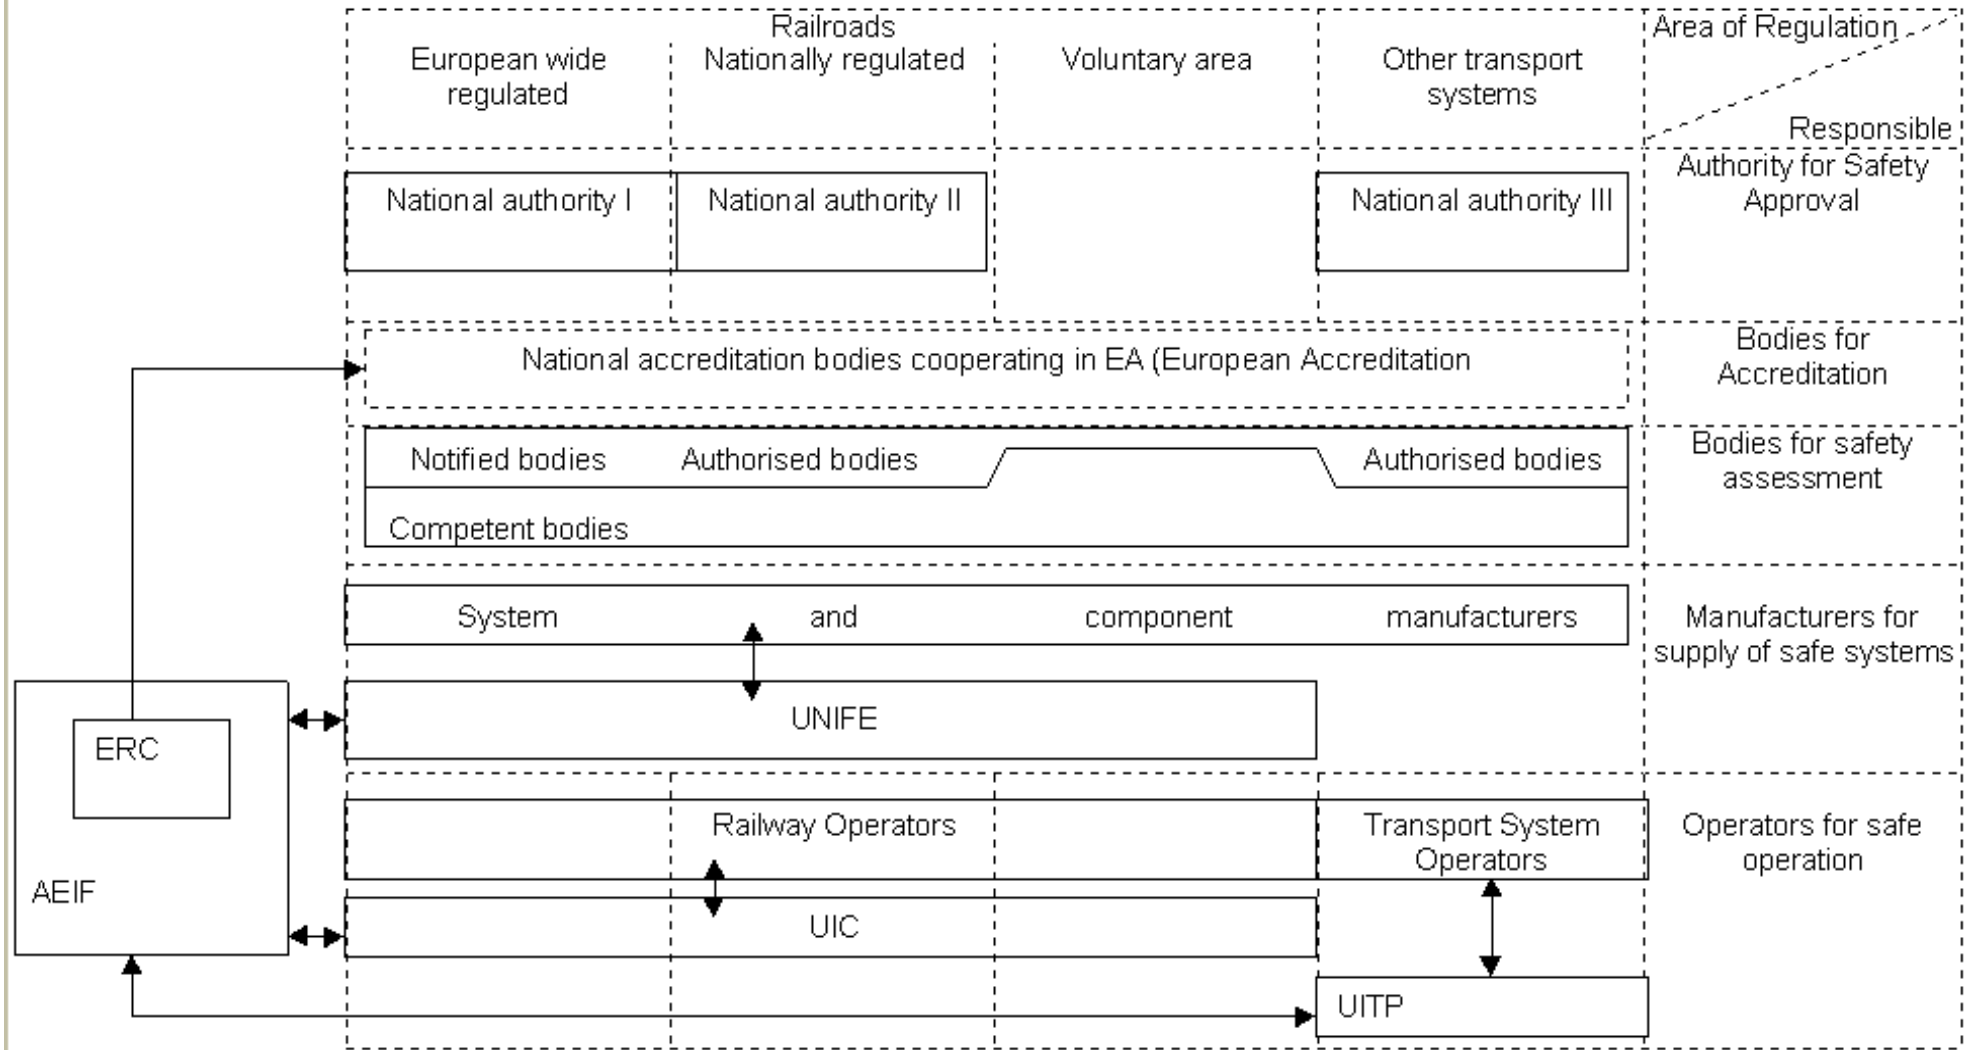 Railroads
European wide
regulated
Nationally regulated
Voluntary area
Other transport
systems
Area of Regulation
Responsible
National authority I
National authority II
National authority III
Authority for Safety
Approval
National accreditation bodies cooperating in EA (European Accreditation
Bodies for
Accreditation
Notified bodies
Authorised bodies
Authorised bodies
Competent bodies
Bodies for safety
assessment
System and component manufacturers
Manufacturers for
supply of safe systems
UNIFE
ERC
AEIF
Railway Operators
Transport System
Operators
Operators for safe
operation
UIC
UITP